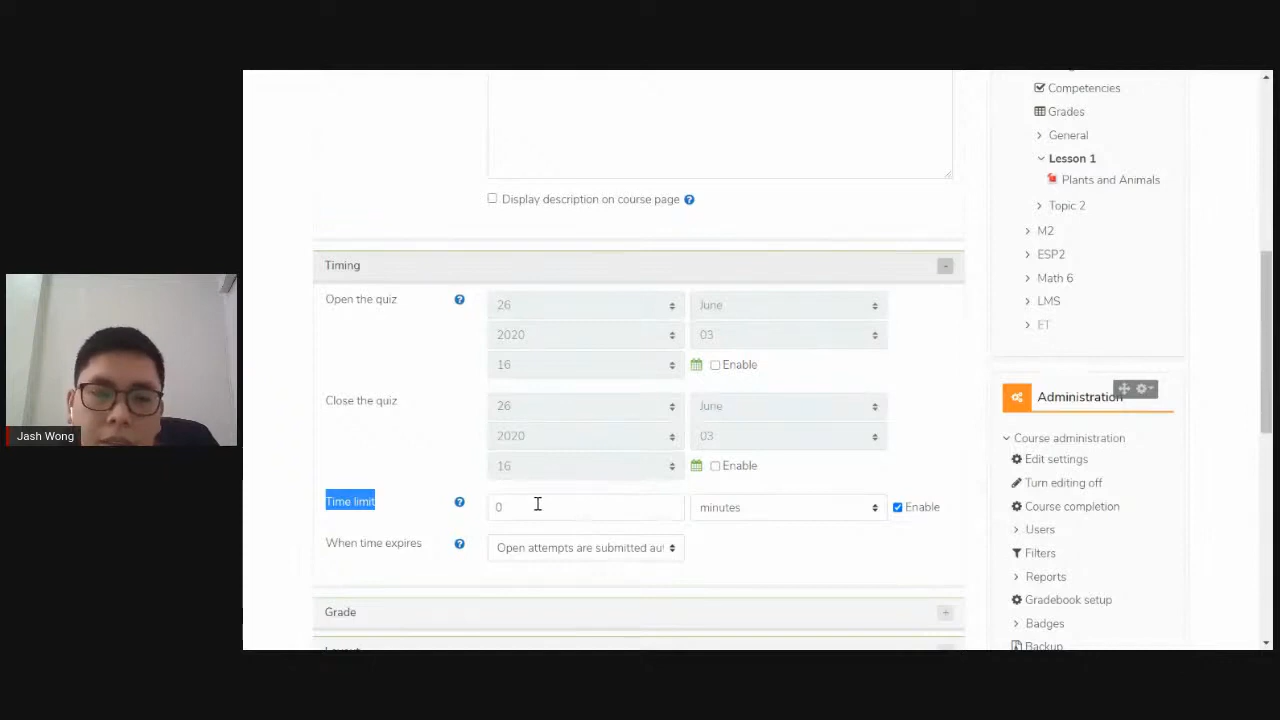 Display description on course page
Timing
-
Open the quiz
26
June
2020
03
16
Enable
Close the quiz
26
June
2020
03
16
Enable
Time limit
0
minutes
Enable
When time expires
Open attempts are submitted aut
Grade
+
Competencies
Grades
General
Lesson 1
Plants and Animals
Topic 2
M2
ESP2
Math 6
LMS
ET
Administration
Course administration
Edit settings
Turn editing off
Course completion
Users
Filters
Reports
Gradebook setup
Badges
Backup
Jash Wong